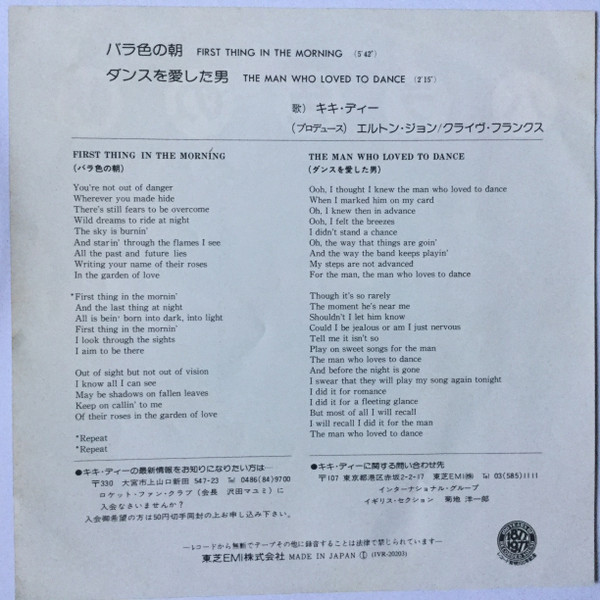 バラ色の朝 FIRST THING IN THE MORNING (5'42")
ダンスを愛した男 THE MAN WHO LOVED TO DANCE (2'15")
歌) キキ・ディー
(プロデュース) エルトン・ジョン/クライヴ・フランクス
FIRST THING IN THE MORNING
(バラ色の朝)
You're not out of danger
Wherever you made hide
There's still fears to be overcome
Wild dreams to ride at night
The sky is burnin'
And starin' through the flames I see
All the past and future lies
Writing your name of their roses
In the garden of love
*First thing in the mornin'
And the last thing at night
All is bein' born into dark, into light
First thing in the mornin'
I look through the sights
I aim to be there
Out of sight but not out of vision
I know all I can see
May be shadows on fallen leaves
Keep on callin' to me
Of their roses in the garden of love
*Repeat
*Repeat
THE MAN WHO LOVED TO DANCE
(ダンスを愛した男)
Ooh, I thought I knew the man who loved to dance
When I marked him on my card
Oh, I knew then in advance
Ooh, I felt the breezes
I didn't stand a chance
Oh, the way that things are goin'
And the way the band keeps playin'
My steps are not advanced
For the man, the man who loves to dance
Though it's so rarely
The moment he's near me
Shouldn't I let him know
Could I be jealous or am I just nervous
Tell me it isn't so
Play on sweet songs for the man
The man who loves to dance
And before the night is gone
I swear that they will play my song again tonight
I did it for romance
I did it for a fleeting glance
But most of all I will recall
I will recall I did it for the man
The man who loved to dance
●キキ・ディーの最新情報をお知りになりたい方は—
〒330 大宮市上山口新田 547-23 Tel 0486(84)9700
ロケット・ファン・クラブ (会長 沢田マユミ) に
入会なさいませんか?
入会御希望の方は50円切手同封の上お申し込み下さい。
●キキ・ディーに関する問い合わせ先
〒107 東京都港区赤坂2-2-17 東芝EMI㈱ Tel 03(585)1111
インターナショナル・グループ
イギリス・セクション 菊地洋一郎
—レコードから無断でテープその他に録音することは法律で禁じられています—
東芝EMI株式会社 MADE IN JAPAN Ⓘ (IVR-20203)
1877
1977